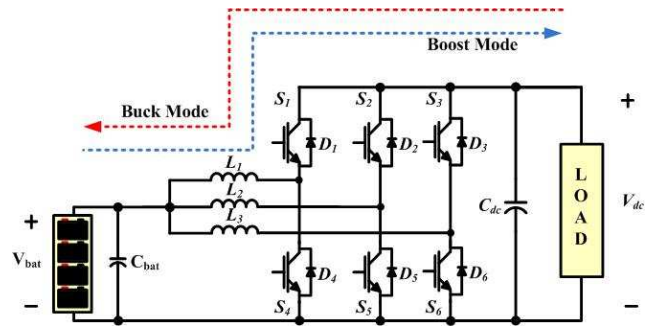 Boost Mode
Buck Mode
S1 S2 S3
D1 D2 D3
L1
L2
L3
+ Vbat −
Cbat
D4 D5 D6
S4 S5 S6
Cdc
LOAD
+ Vdc −